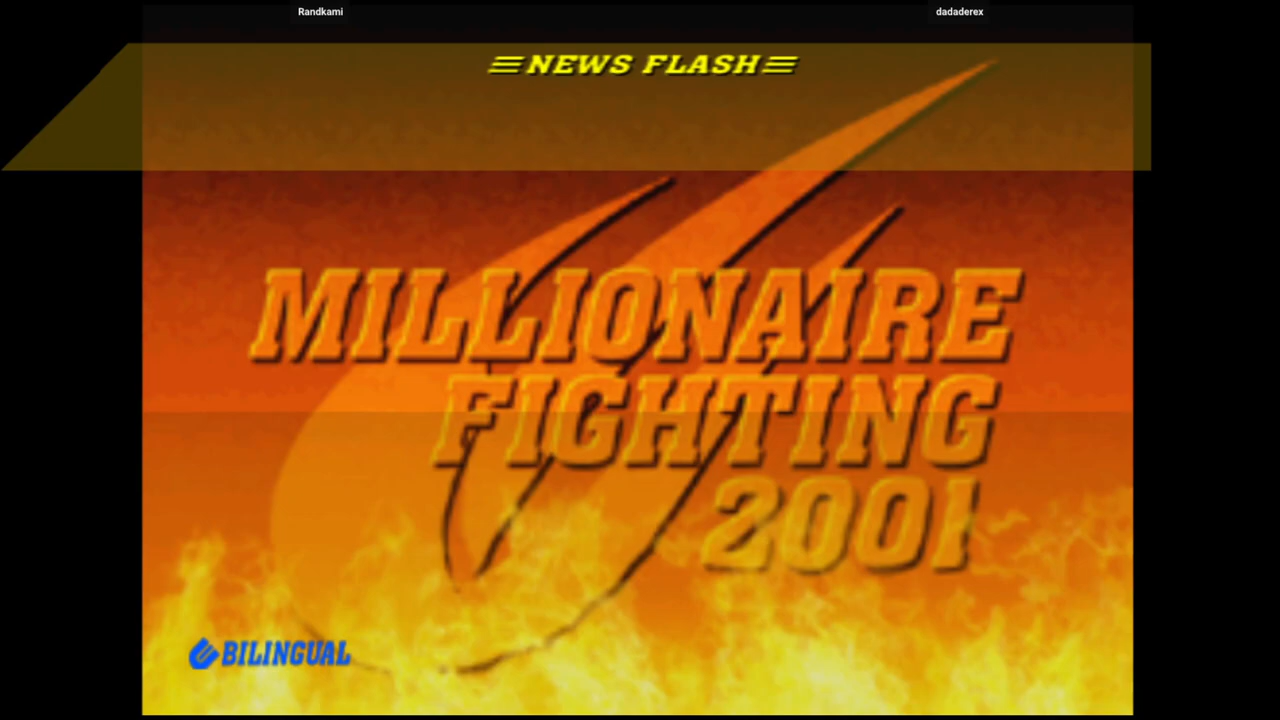 Randkami
dadaderex
NEWS FLASH
MILLIONAIRE
FIGHTING
2001
BILINGUAL